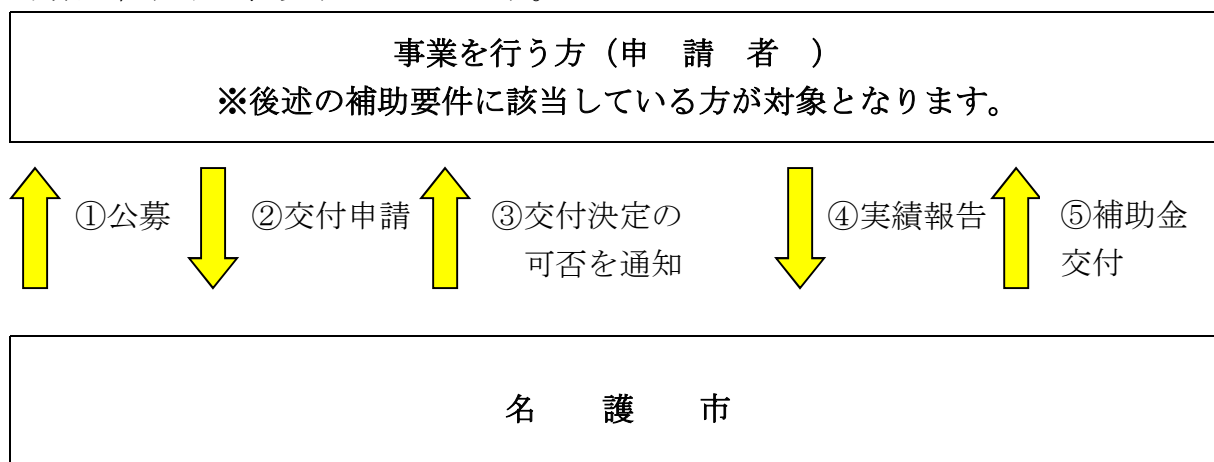 事業を行う方（申　請　者　）
※後述の補助要件に該当している方が対象となります。
①公募
②交付申請
③交付決定の
可否を通知
④実績報告
⑤補助金
交付
名　護　市